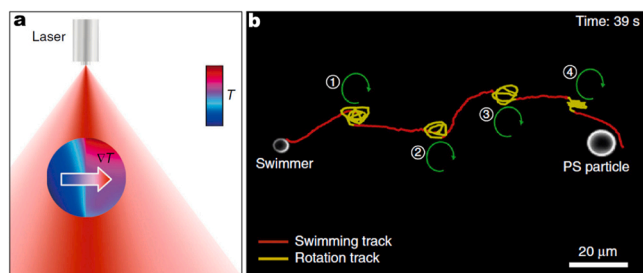 a
Laser
T
∇T
b
Time: 39 s
①
②
③
④
Swimmer
PS particle
Swimming track
Rotation track
20 μm